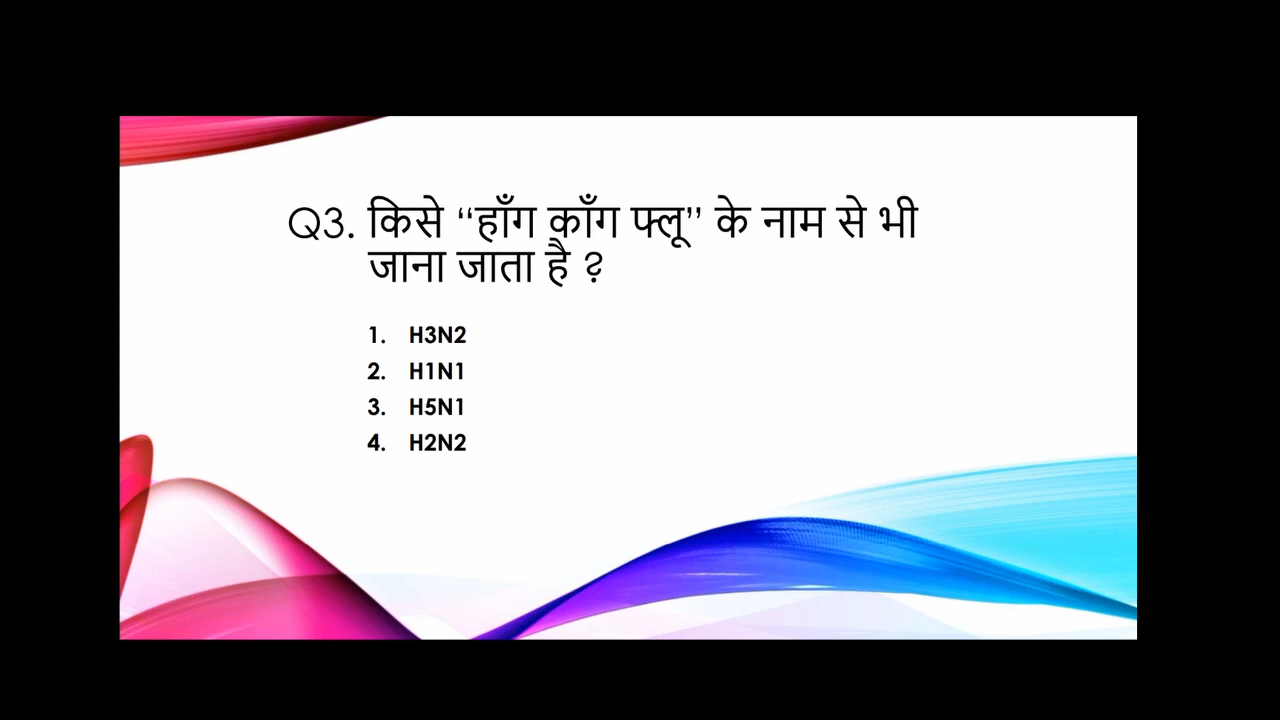 Q3. किसे “हाँग काँग फ्लू” के नाम से भी
जाना जाता है ?
1. H3N2
2. H1N1
3. H5N1
4. H2N2